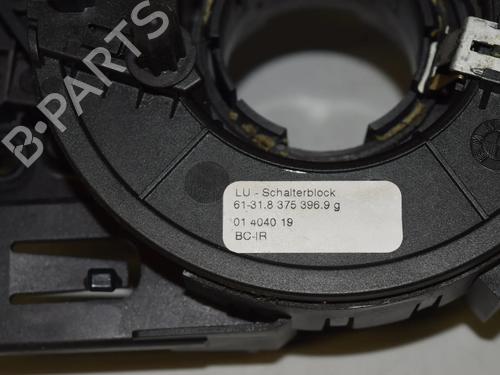 B-PARTS
LU - Schalterblock
61-31.8 375 396.9 g
01 4040 19
BC-IR